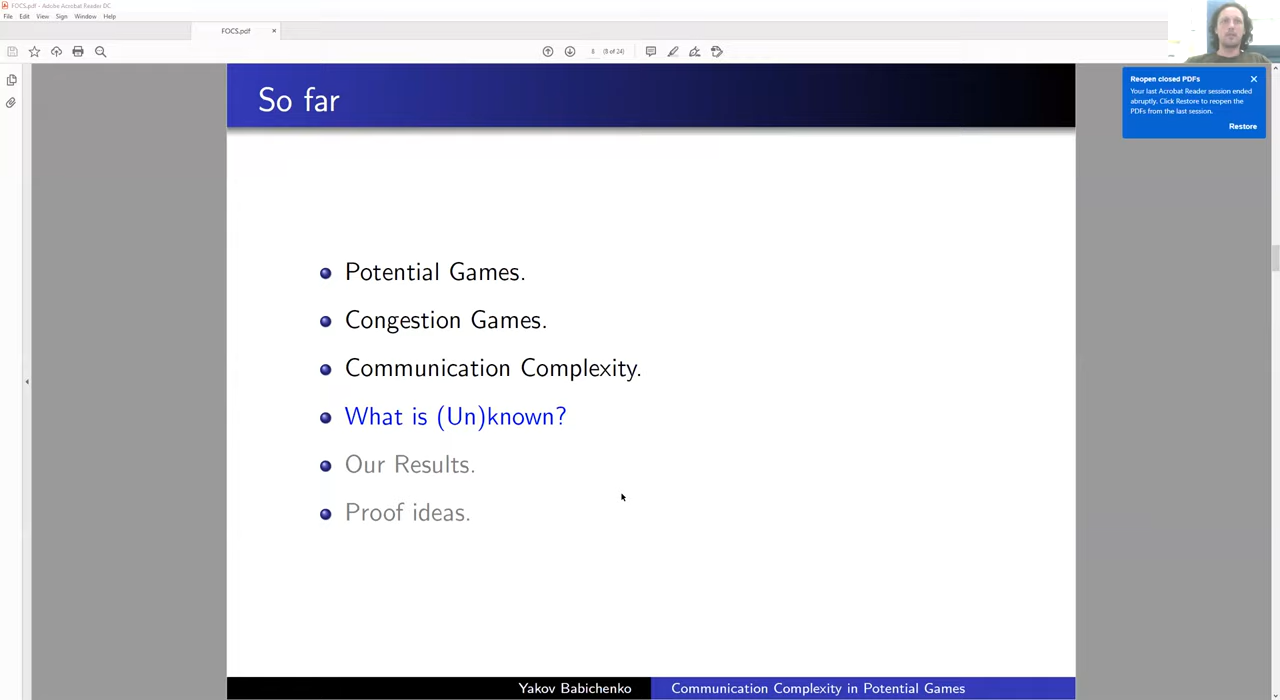 FOCS.pdf - Adobe Acrobat Reader DC
File Edit View Sign Window Help
FOCS.pdf ×
8 (8 of 24)
Reopen closed PDFs
Your last Acrobat Reader session ended
abruptly. Click Restore to reopen the
PDFs from the last session.
Restore
So far
Potential Games.
Congestion Games.
Communication Complexity.
What is (Un)known?
Our Results.
Proof ideas.
Yakov Babichenko Communication Complexity in Potential Games